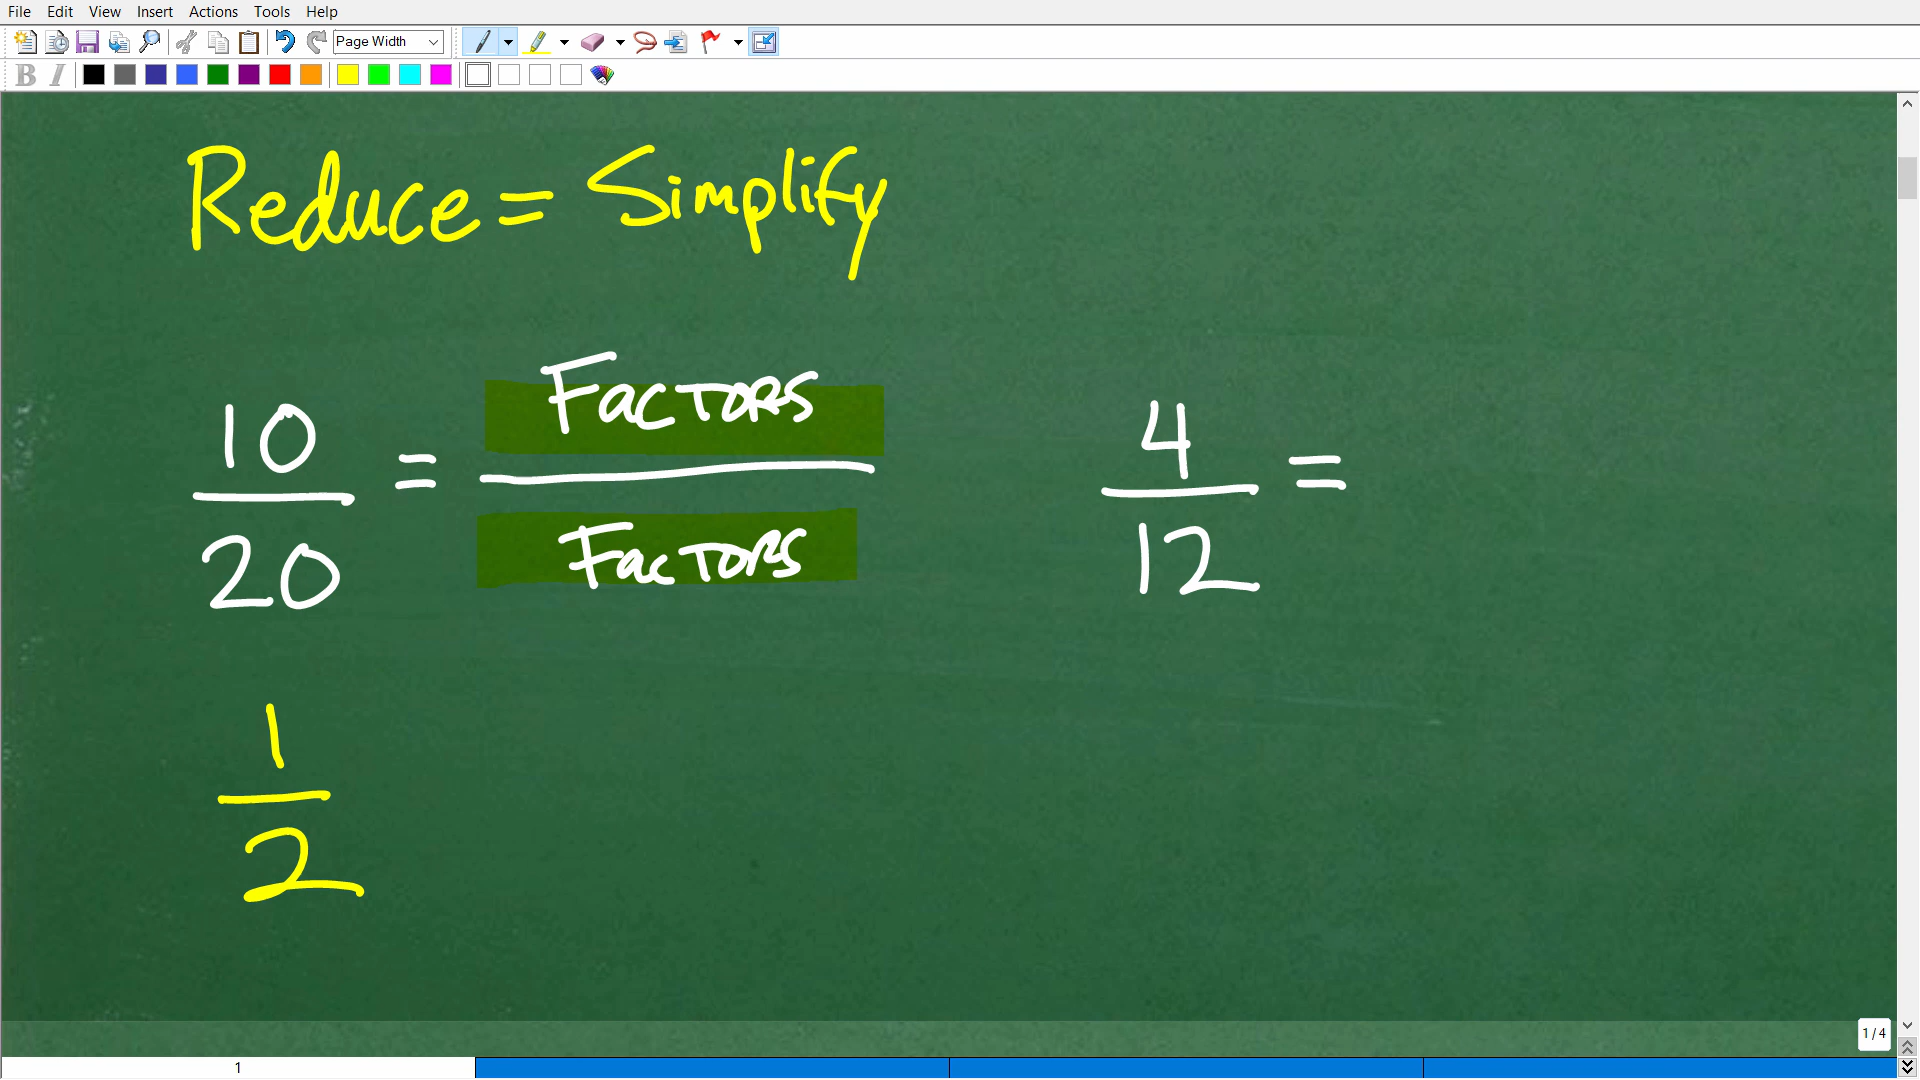 File Edit View Insert Actions Tools Help
Page Width
B I
Reduce = Simplify
10
20
=
Factors
Factors
4
12
=
1
2
1 / 4
1